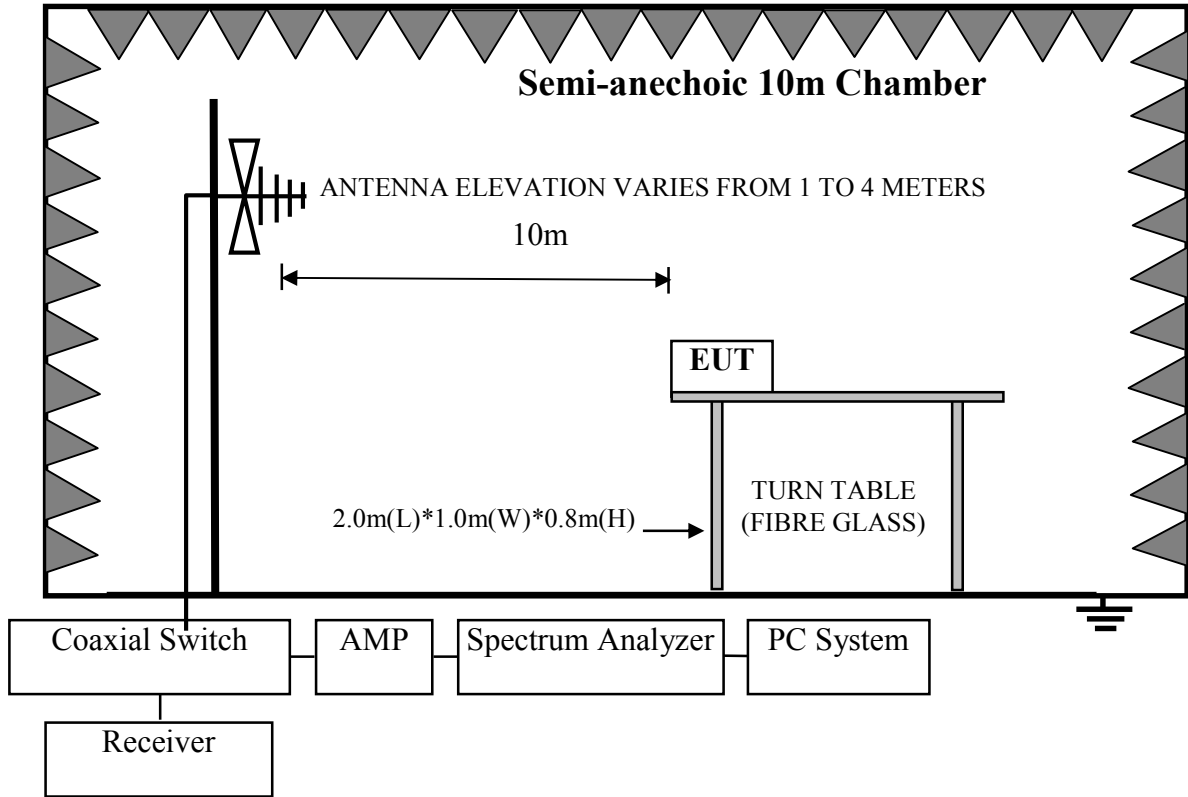 Semi-anechoic 10m Chamber
ANTENNA ELEVATION VARIES FROM 1 TO 4 METERS
10m
EUT
TURN TABLE
(FIBRE GLASS)
2.0m(L)*1.0m(W)*0.8m(H)
Coaxial Switch
AMP
Spectrum Analyzer
PC System
Receiver